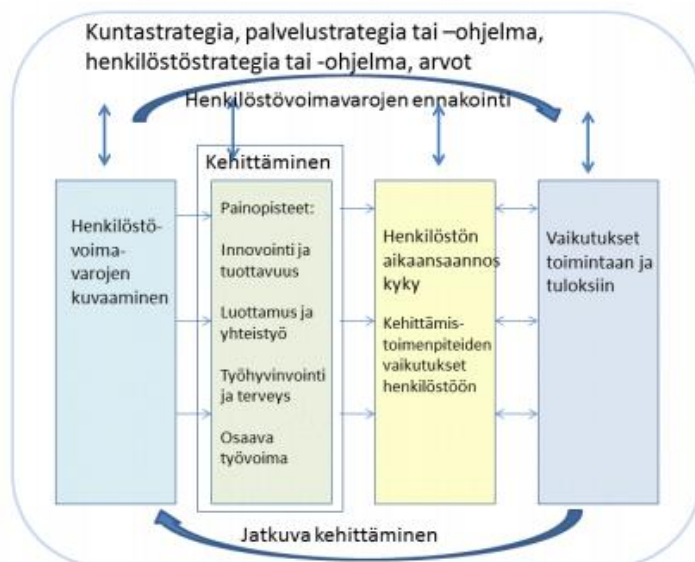 Kuntastrategia, palvelustrategia tai –ohjelma,
henkilöstöstrategia tai -ohjelma, arvot
Henkilöstövoimavarojen ennakointi
Kehittäminen
Henkilöstö-
voima-
varojen
kuvaaminen
Painopisteet:
Innovointi ja
tuottavuus
Luottamus ja
yhteistyö
Työhyvinvointi
ja terveys
Osaava
työvoima
Henkilöstön
aikaansaannos
kyky
Kehittämis-
toimenpiteiden
vaikutukset
henkilöstöön
Vaikutukset
toimintaan ja
tuloksiin
Jatkuva kehittäminen